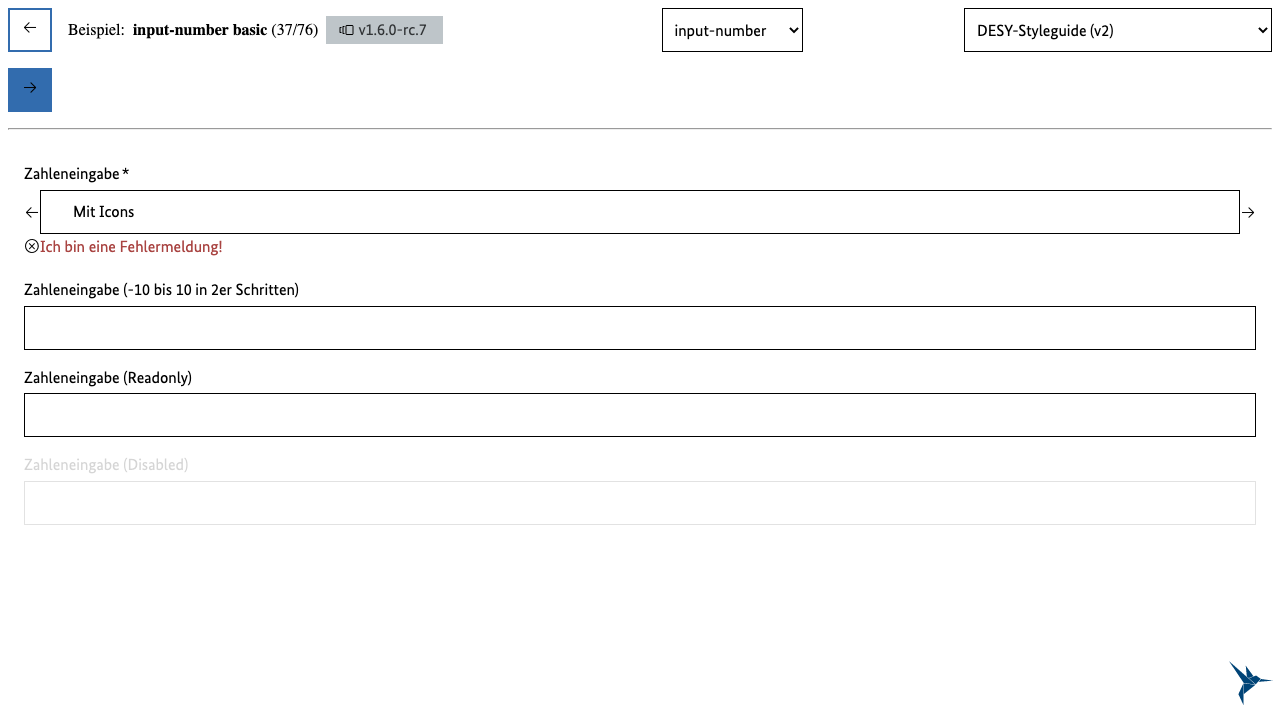 Beispiel: input-number basic (37/76) v1.6.0-rc.7 input-number DESY-Styleguide (v2)
Zahleneingabe*
Mit Icons
Ich bin eine Fehlermeldung!
Zahleneingabe (-10 bis 10 in 2er Schritten)
Zahleneingabe (Readonly)
Zahleneingabe (Disabled)